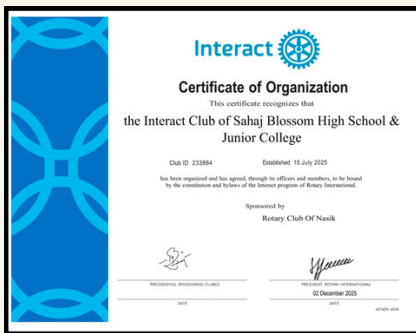 Interact
Certificate of Organization
This certificate recognizes that
the Interact Club of Sahaj Blossom High School &
Junior College
Club ID 233884 Established 15 July 2025
has been organized and has agreed, through its officers and members, to be bound
by the constitution and bylaws of the Interact program of Rotary International.
Sponsored by
Rotary Club Of Nasik
PRESIDENT(S), SPONSORING CLUB(S) PRESIDENT, ROTARY INTERNATIONAL
02 December 2025
DATE DATE